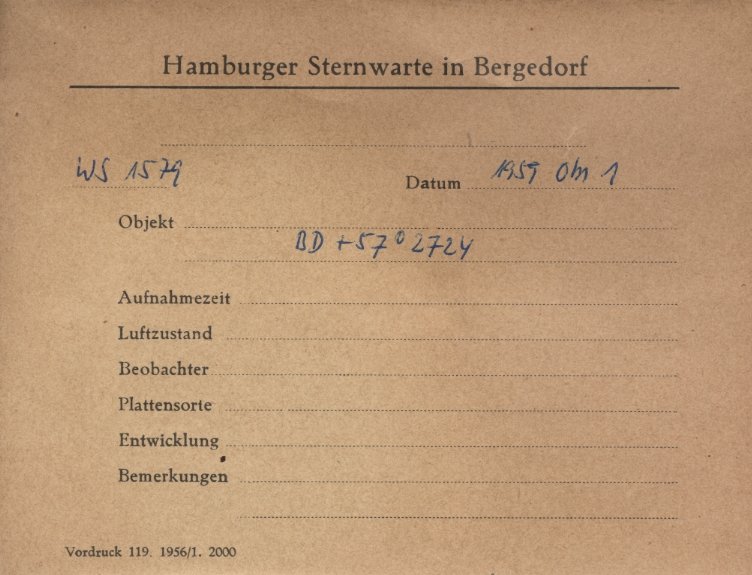 Hamburger Sternwarte in Bergedorf
WS 1579
Datum 1959 Okt 1
Objekt
BD +57° 2724
Aufnahmezeit
Luftzustand
Beobachter
Plattensorte
Entwicklung
Bemerkungen
Vordruck 119. 1956/1. 2000